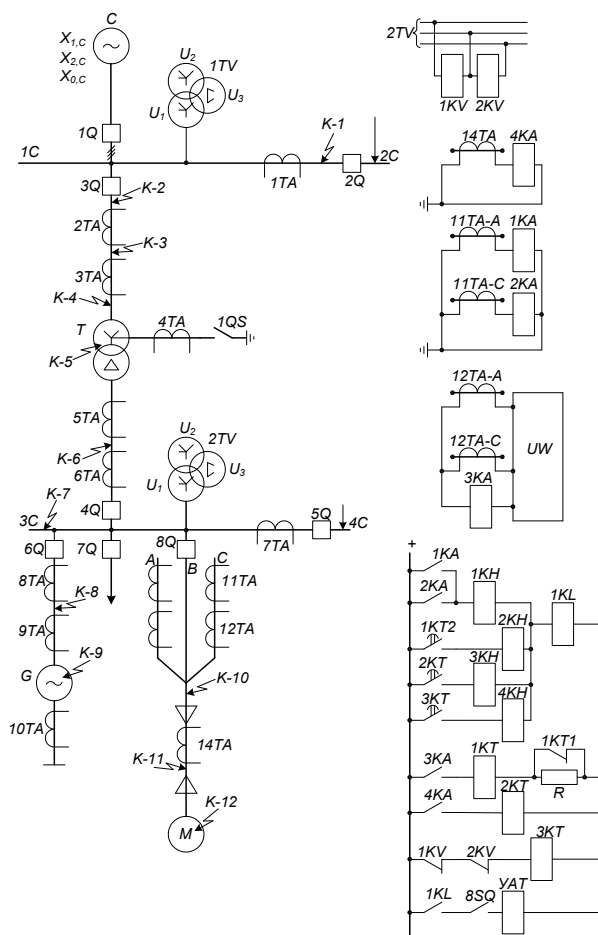 C
X1,C
X2,C
X0,C
U2
1TV
U1
U3
1Q
K-1
1C
2C
3Q
K-2
1TA
2Q
2TA
K-3
3TA
K-4
T
4TA
1QS
K-5
5TA
K-6
6TA
U2
2TV
U1
U3
K-7
4Q
3C
5Q
4C
6Q
7Q
8Q
7TA
A
B
C
8TA
K-8
11TA
9TA
12TA
G
K-9
K-10
10TA
14TA
K-11
K-12
M
2TV
1KV
2KV
14TA
4KA
11TA-A
1KA
11TA-C
2KA
12TA-A
12TA-C
UW
3KA
+
1KA
1KH
1KL
2KA
2KH
1KT2
3KH
2KT
4KH
3KT
1KT1
3KA
1KT
R
2KT
4KA
3KT
1KV
2KV
1KL
8SQ
УАТ